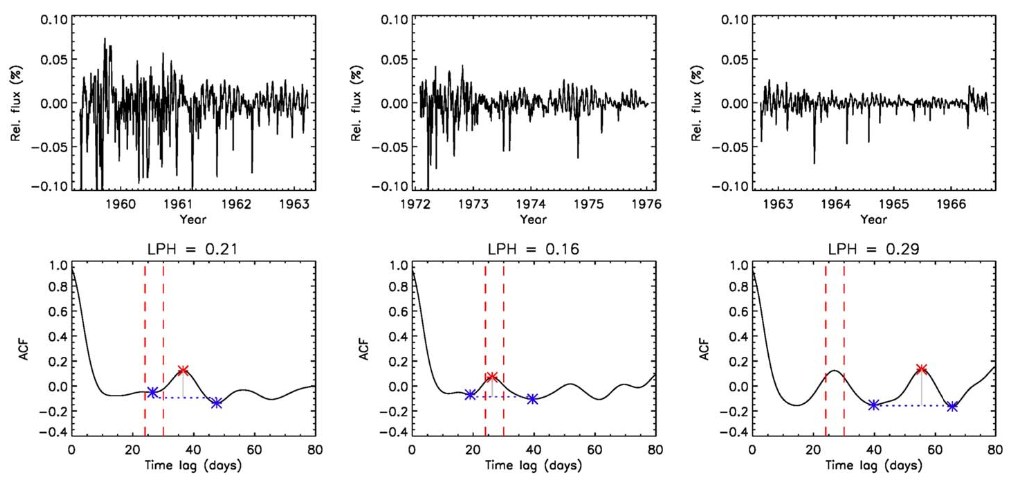 0.10
0.05
0.00
−0.05
−0.10
Rel. flux (%)
1960 1961 1962 1963
Year
0.10
0.05
0.00
−0.05
−0.10
Rel. flux (%)
1972 1973 1974 1975 1976
Year
0.10
0.05
0.00
−0.05
−0.10
Rel. flux (%)
1963 1964 1965 1966
Year
LPH = 0.21
1.0
0.8
0.6
0.4
0.2
0.0
−0.2
−0.4
ACF
0 20 40 60 80
Time lag (days)
LPH = 0.16
1.0
0.8
0.6
0.4
0.2
0.0
−0.2
−0.4
ACF
0 20 40 60 80
Time lag (days)
LPH = 0.29
1.0
0.8
0.6
0.4
0.2
0.0
−0.2
−0.4
ACF
0 20 40 60 80
Time lag (days)